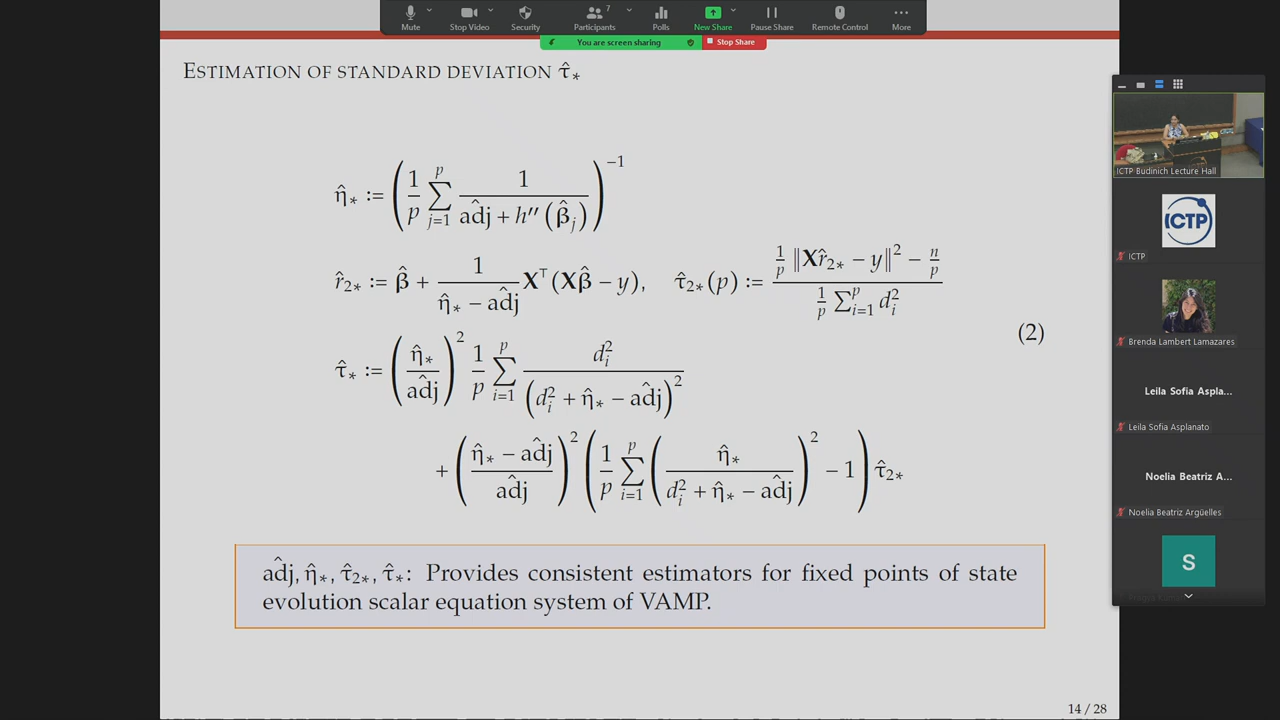 Mute
Stop Video
Security
7
Participants
Polls
New Share
Pause Share
Remote Control
More
You are screen sharing
Stop Share
ESTIMATION OF STANDARD DEVIATION τ̂*
η̂* := ( 1/p ∑_{j=1}^{p} 1/(adĵ + h″(β̂_j)) )^{−1}
r̂_{2*} := β̂ + 1/(η̂* − adĵ) X^⊤(Xβ̂ − y), τ̂_{2*}(p) := ( 1/p ‖Xr̂_{2*} − y‖² − n/p ) / ( 1/p ∑_{i=1}^{p} d_i² )
(2)
τ̂* := ( η̂*/adĵ )² 1/p ∑_{i=1}^{p} d_i²/(d_i² + η̂* − adĵ)²
+ ( (η̂* − adĵ)/adĵ )² ( 1/p ∑_{i=1}^{p} ( η̂*/(d_i² + η̂* − adĵ) )² − 1 ) τ̂_{2*}
adĵ, η̂*, τ̂_{2*}, τ̂*: Provides consistent estimators for fixed points of state
evolution scalar equation system of VAMP.
14 / 28
ICTP Budinich Lecture Hall
ICTP
ICTP
Brenda Lambert Lamazares
Leila Sofia Aspla...
Leila Sofia Asplanato
Noelia Beatriz A...
Noelia Beatriz Argüelles
S